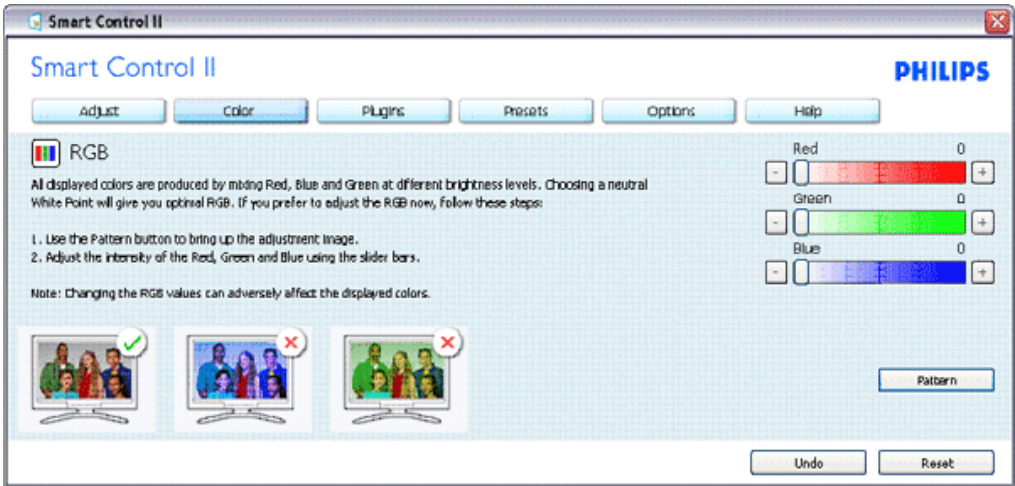 Smart Control II
Smart Control II
PHILIPS
Adjust Color Plugins Presets Options Help
RGB
All displayed colors are produced by mixing Red, Blue and Green at different brightness levels. Choosing a neutral
White Point will give you optimal RGB. If you prefer to adjust the RGB now, follow these steps:
1. Use the Pattern button to bring up the adjustment image.
2. Adjust the intensity of the Red, Green and Blue using the slider bars.
Note: Changing the RGB values can adversely affect the displayed colors.
Red 0
- +
Green 0
- +
Blue 0
- +
Pattern
Undo Reset